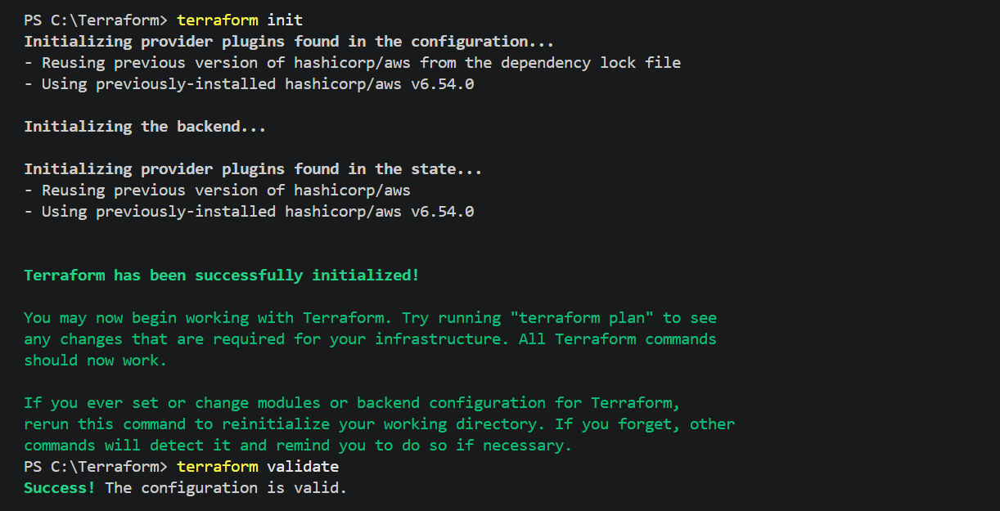 PS C:\Terraform> terraform init
Initializing provider plugins found in the configuration...
- Reusing previous version of hashicorp/aws from the dependency lock file
- Using previously-installed hashicorp/aws v6.54.0
Initializing the backend...
Initializing provider plugins found in the state...
- Reusing previous version of hashicorp/aws
- Using previously-installed hashicorp/aws v6.54.0
Terraform has been successfully initialized!
You may now begin working with Terraform. Try running "terraform plan" to see
any changes that are required for your infrastructure. All Terraform commands
should now work.
If you ever set or change modules or backend configuration for Terraform,
rerun this command to reinitialize your working directory. If you forget, other
commands will detect it and remind you to do so if necessary.
PS C:\Terraform> terraform validate
Success! The configuration is valid.